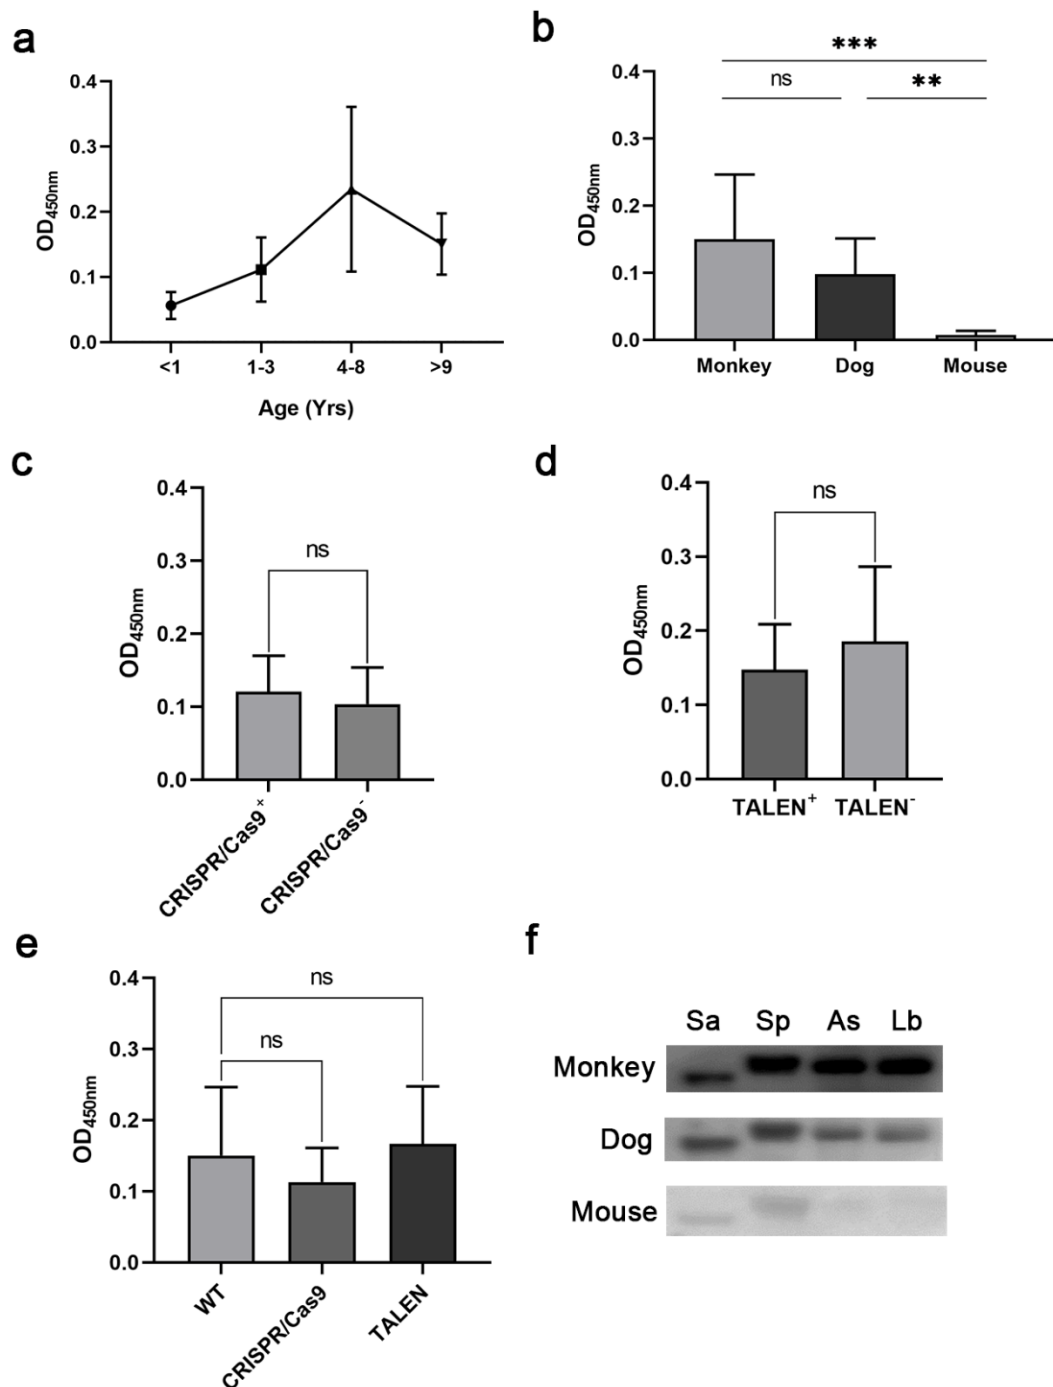 a
0.4
0.3
0.2
0.1
0.0
OD450nm
<1 1-3 4-8 >9
Age (Yrs)
b
***
ns **
0.4
0.3
0.2
0.1
0.0
OD450nm
Monkey Dog Mouse
c
0.4
0.3
0.2
0.1
0.0
OD450nm
ns
CRISPR/Cas9+
CRISPR/Cas9-
d
0.4
0.3
0.2
0.1
0.0
OD450nm
ns
TALEN+ TALEN-
e
0.4
0.3
0.2
0.1
0.0
OD450nm
ns
ns
WT
CRISPR/Cas9
TALEN
f
Sa Sp As Lb
Monkey
Dog
Mouse